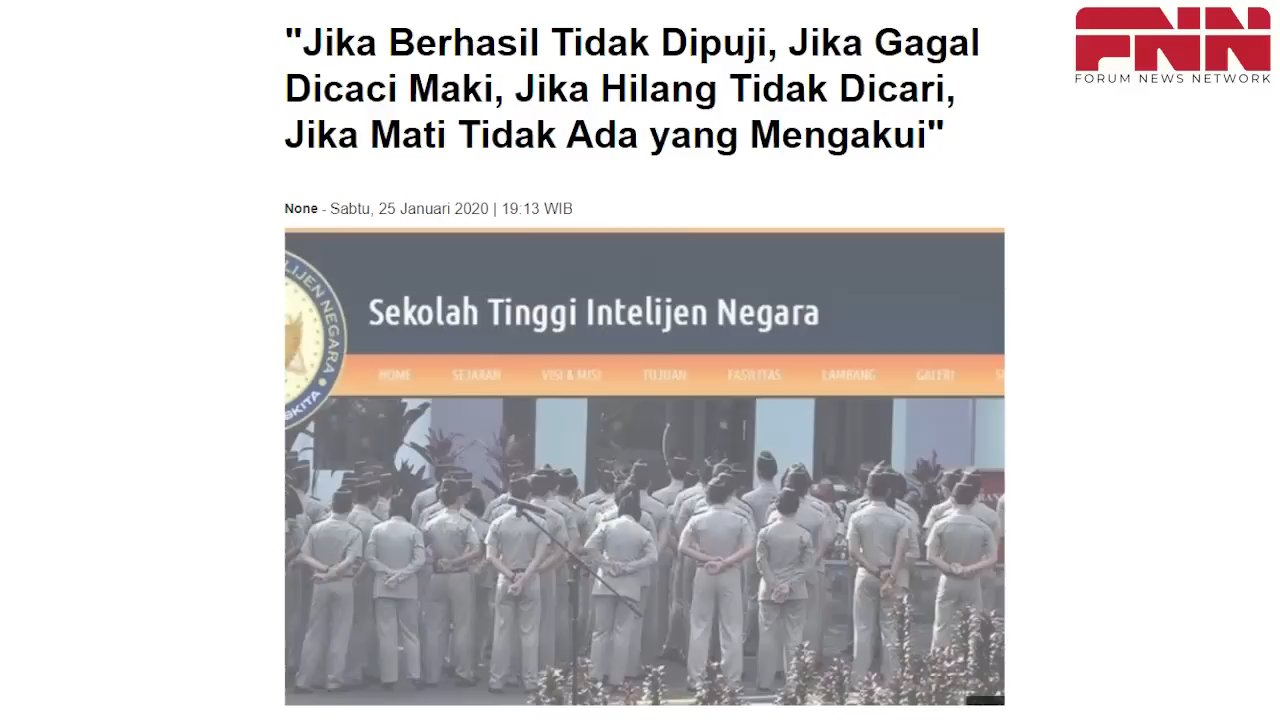 "Jika Berhasil Tidak Dipuji, Jika Gagal
Dicaci Maki, Jika Hilang Tidak Dicari,
Jika Mati Tidak Ada yang Mengakui"
FNN
FORUM NEWS NETWORK
None - Sabtu, 25 Januari 2020 | 19:13 WIB
LIJEN NEGARA
Sekolah Tinggi Intelijen Negara
HOME SEJARAH VISI & MISI TUJUAN FASILITAS LAMBANG GALERI